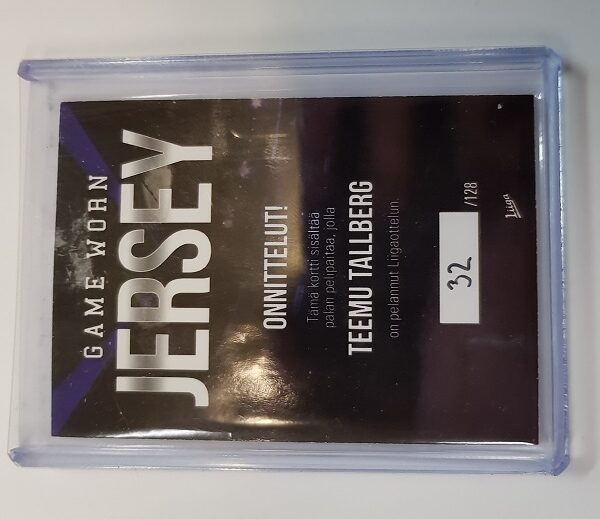 GAME WORN
JERSEY
ONNITTELUT!
Tämä kortti sisältää
palan pelipaitaa, jolla
TEEMU TALLBERG
on pelannut Liigaottelun.
32 /128
Liiga